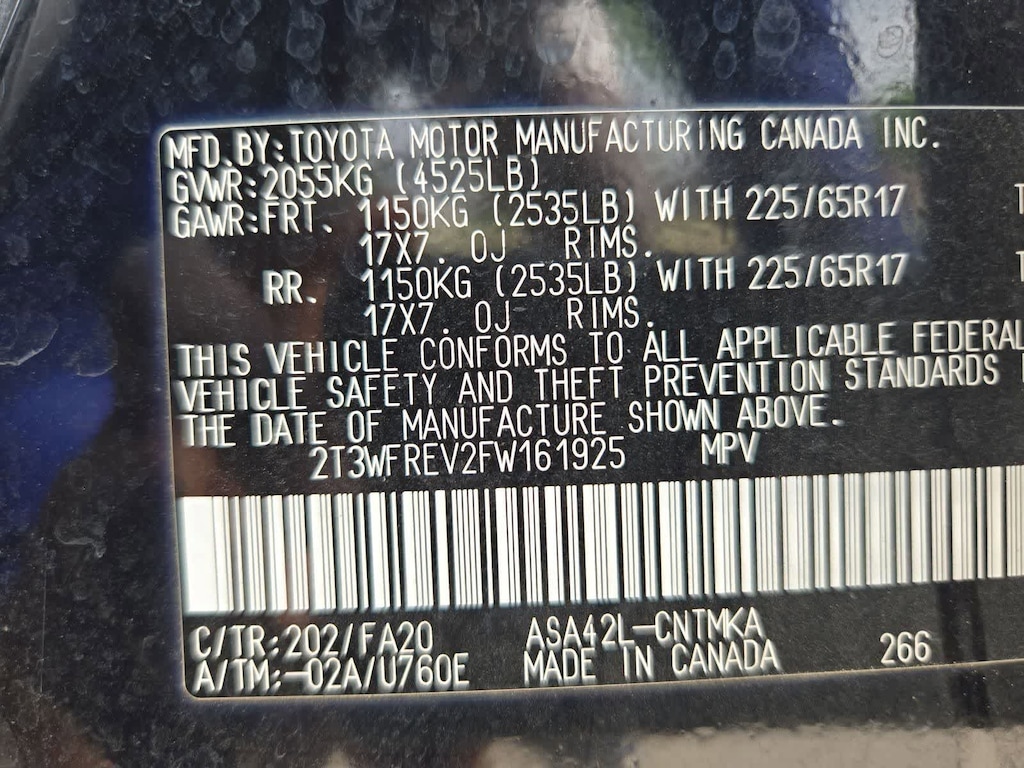 MFD.BY:TOYOTA MOTOR MANUFACTURING CANADA INC.
GVWR:2055KG (4525LB)
GAWR:FRT. 1150KG (2535LB) WITH 225/65R17
17X7.0J RIMS.
RR. 1150KG (2535LB) WITH 225/65R17
17X7.0J RIMS.
THIS VEHICLE CONFORMS TO ALL APPLICABLE FEDERAL
VEHICLE SAFETY AND THEFT PREVENTION STANDARDS
THE DATE OF MANUFACTURE SHOWN ABOVE.
2T3WFREV2FW161925 MPV
C/TR:202/FA20 ASA42L-CNTMKA
A/TM:-02A/U760E MADE IN CANADA 266